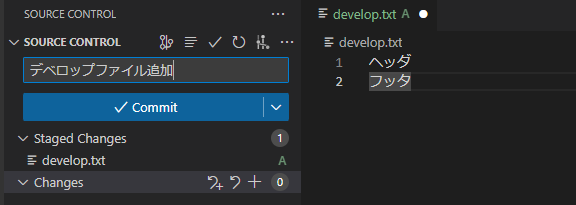 SOURCE CONTROL
SOURCE CONTROL
デベロップファイル追加
Commit
Staged Changes 1
develop.txt A
Changes 0
develop.txt A
develop.txt
1 ヘッダ
2 フッタ